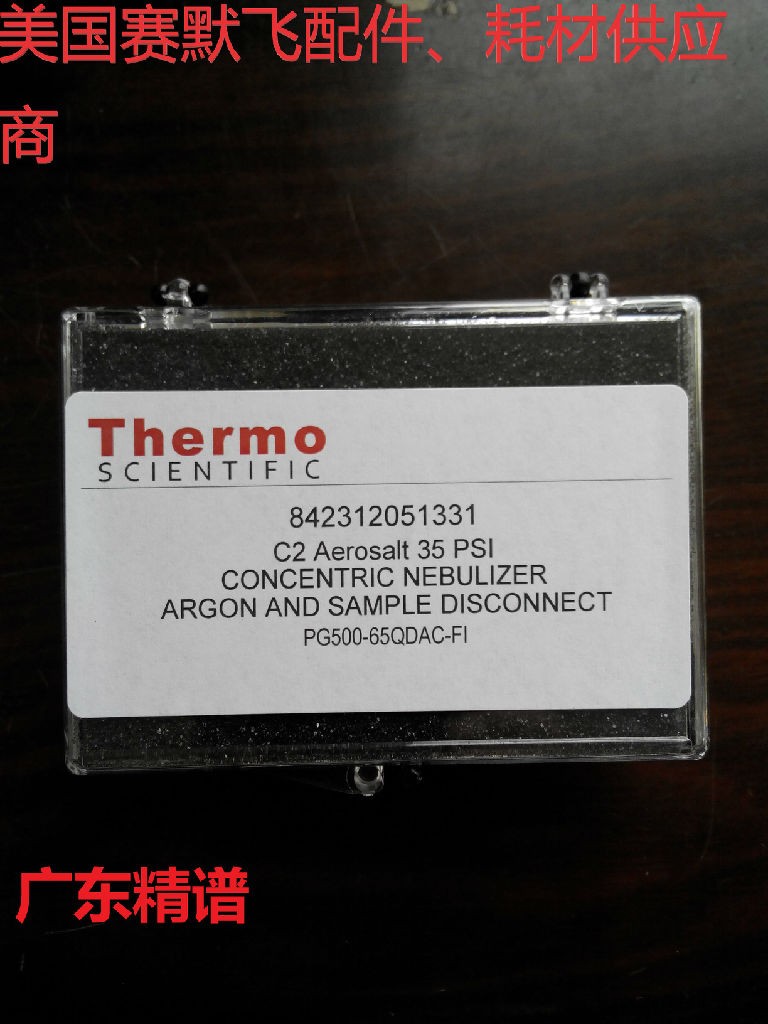 美国赛默飞配件、耗材供应
商
Thermo
SCIENTIFIC
842312051331
C2 Aerosalt 35 PSI
CONCENTRIC NEBULIZER
ARGON AND SAMPLE DISCONNECT
PG500-65QDAC-FI
广东精谱